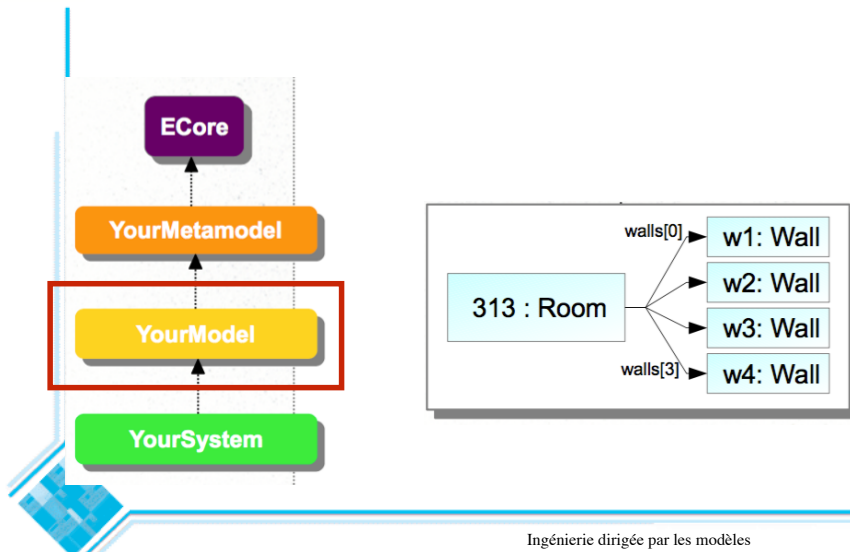 ECore
YourMetamodel
YourModel
YourSystem
walls[0]
w1: Wall
w2: Wall
313 : Room
w3: Wall
walls[3]
w4: Wall
Ingénierie dirigée par les modèles